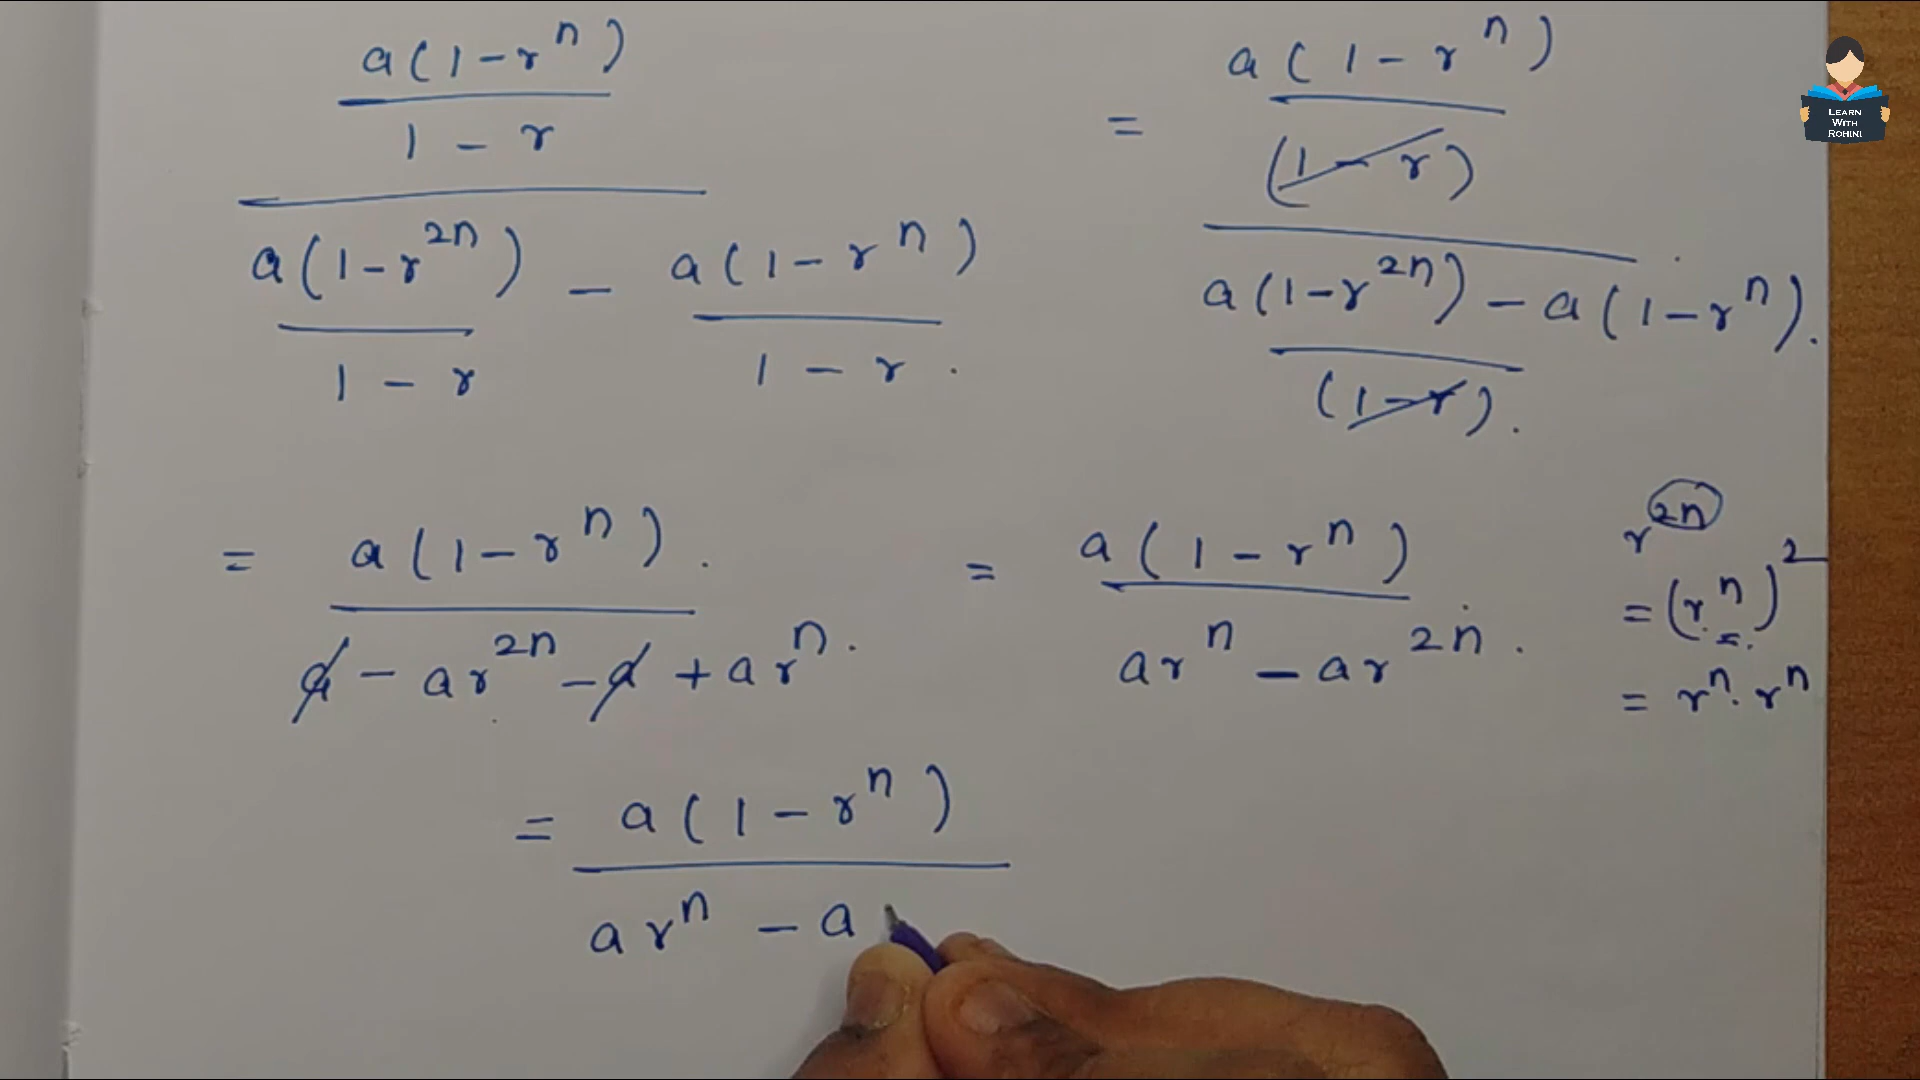 a(1-r^n) / 1-r / a(1-r^2n) / 1-r - a(1-r^n) / 1-r .
= a(1-r^n) / (1-r) / a(1-r^2n) - a(1-r^n) . / (1-r) .
= a(1-r^n) . / a - ar^2n - a + ar^n .
= a(1-r^n) / ar^n - ar^2n .
r^2n
= (r^n)^2
= r^n . r^n
= a(1-r^n) / ar^n - a
LEARN
WITH
ROHINI